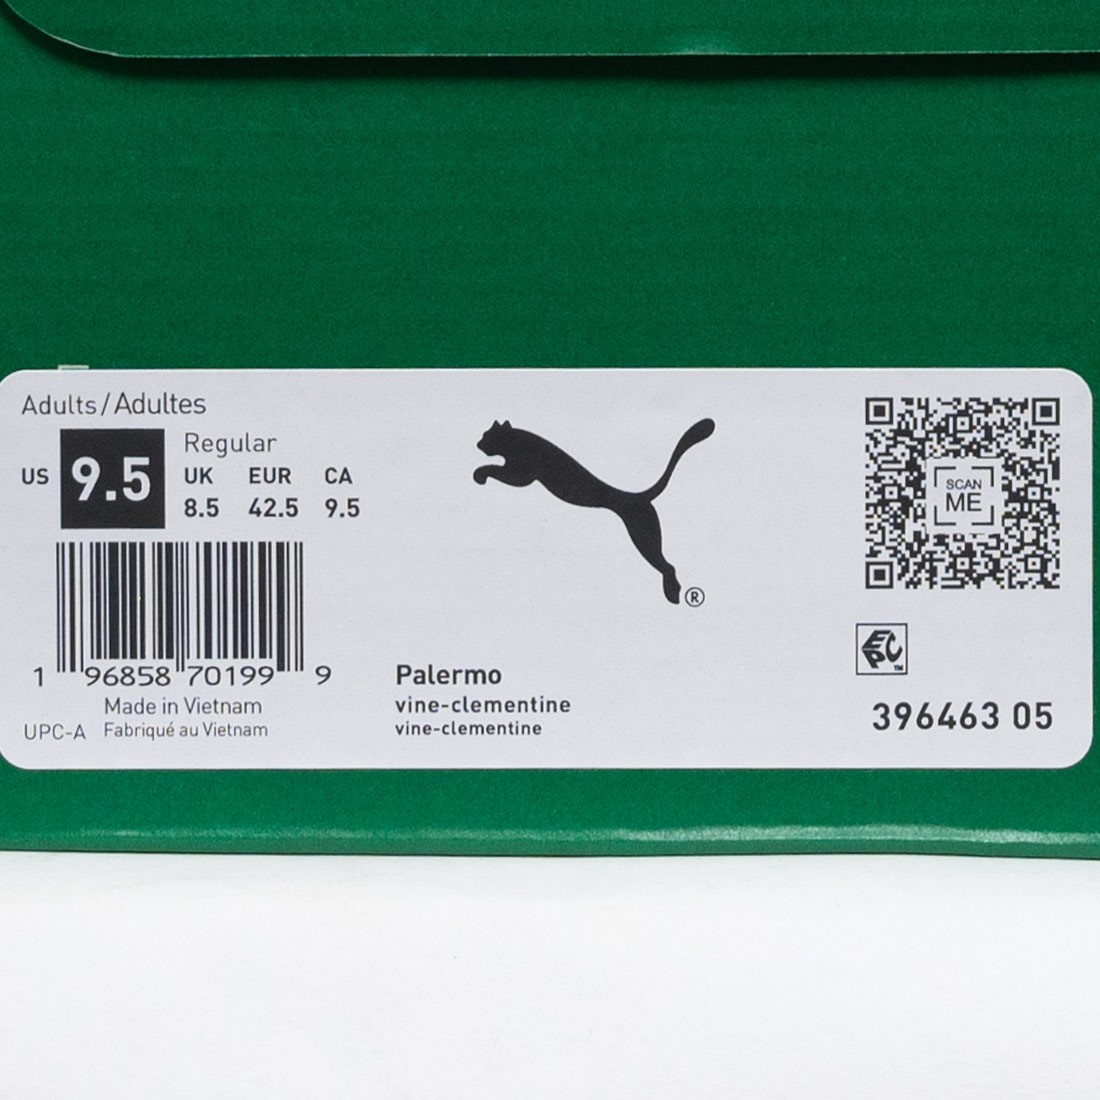 Adults/Adultes
Regular
US 9.5 UK EUR CA
8.5 42.5 9.5
1 96858 70199 9
Made in Vietnam
UPC-A Fabriqué au Vietnam
®
Palermo
vine-clementine
vine-clementine
SCAN
ME
EPC™
396463 05